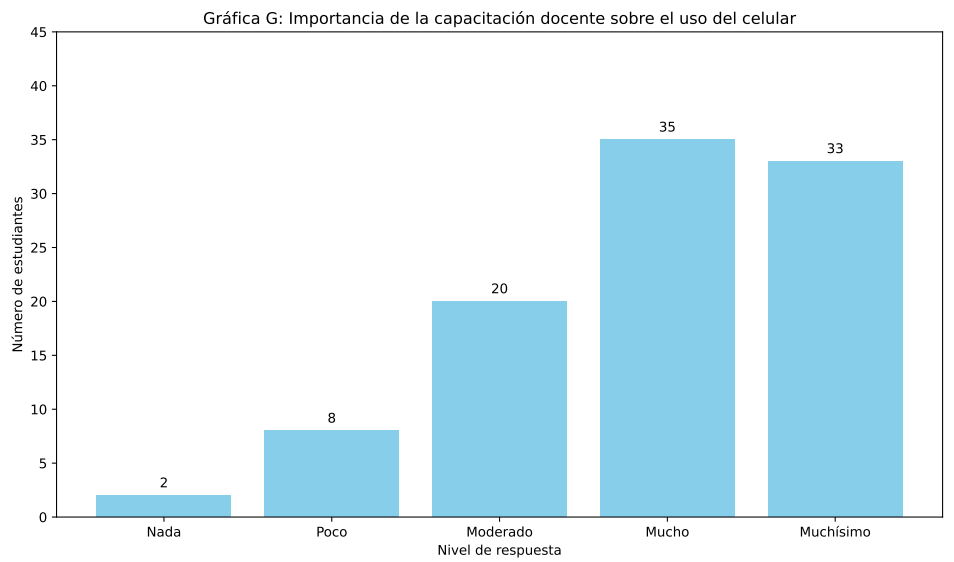 Gráfica G: Importancia de la capacitación docente sobre el uso del celular
45
40
35
30
25
20
15
10
5
0
Número de estudiantes
2
8
20
35
33
Nada
Poco
Moderado
Mucho
Muchísimo
Nivel de respuesta